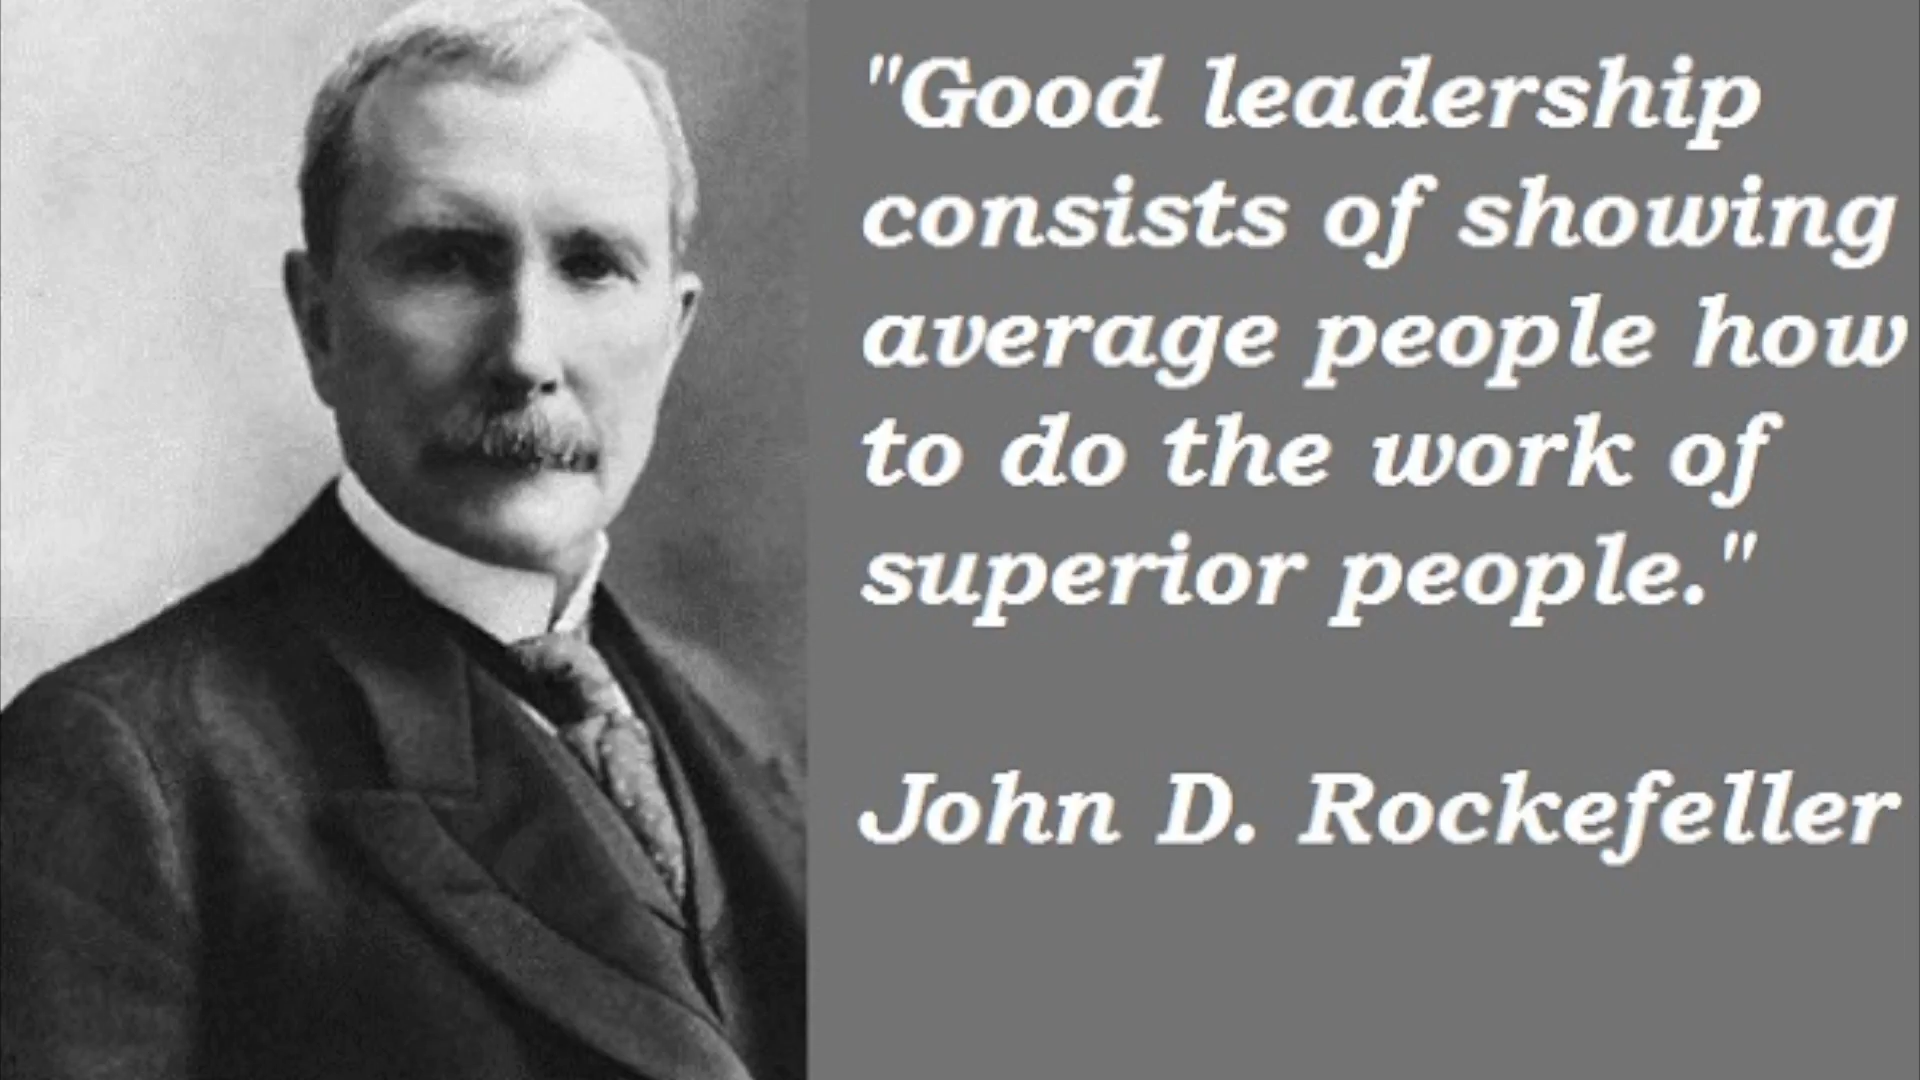 "Good leadership
consists of showing
average people how
to do the work of
superior people."
John D. Rockefeller